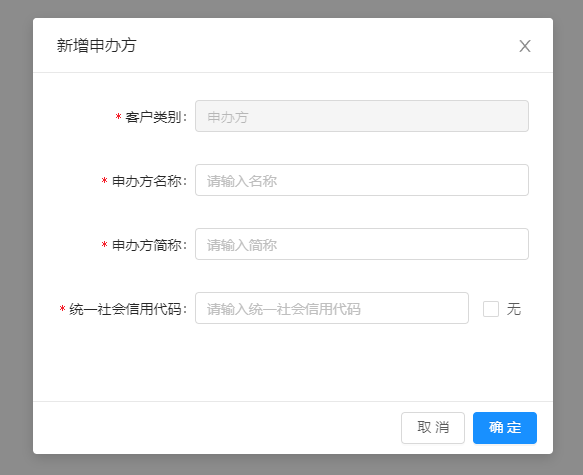 新增申办方
* 客户类别: 申办方
* 申办方名称: 请输入名称
* 申办方简称: 请输入简称
* 统一社会信用代码: 请输入统一社会信用代码 无
取 消 确 定